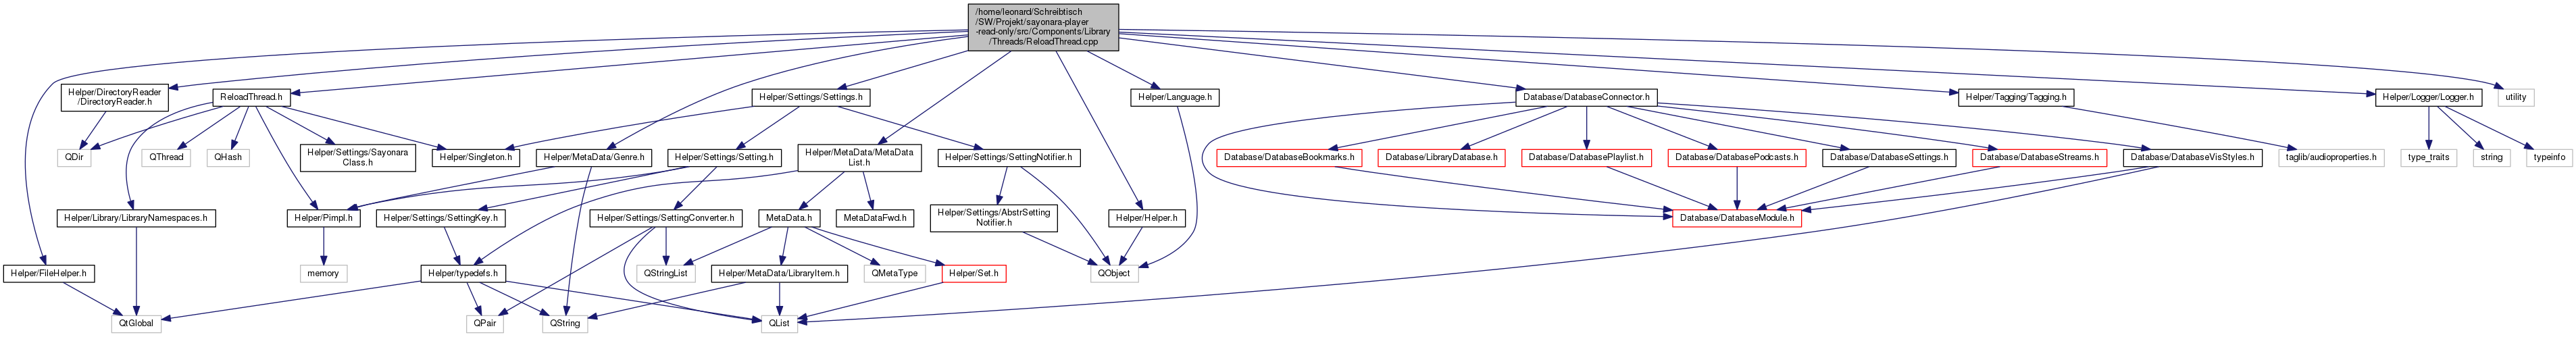 /home/leonard/Schreibtisch
/SW/Projekt/sayonara-player
-read-only/src/Components/Library
/Threads/ReloadThread.cpp
Helper/DirectoryReader
/DirectoryReader.h
ReloadThread.h
Helper/Settings/Settings.h
Helper/Language.h
Database/DatabaseConnector.h
Helper/Tagging/Tagging.h
Helper/Logger/Logger.h
utility
QDir
QThread
QHash
Helper/Settings/Sayonara
Class.h
Helper/Singleton.h
Helper/MetaData/Genre.h
Helper/Settings/Setting.h
Helper/MetaData/MetaData
List.h
Helper/Settings/SettingNotifier.h
Database/DatabaseBookmarks.h
Database/LibraryDatabase.h
Database/DatabasePlaylist.h
Database/DatabasePodcasts.h
Database/DatabaseSettings.h
Database/DatabaseStreams.h
Database/DatabaseVisStyles.h
taglib/audioproperties.h
type_traits
string
typeinfo
Helper/Library/LibraryNamespaces.h
Helper/Pimpl.h
Helper/Settings/SettingKey.h
Helper/Settings/SettingConverter.h
MetaData.h
MetaDataFwd.h
Helper/Settings/AbstrSetting
Notifier.h
Helper/Helper.h
Database/DatabaseModule.h
Helper/FileHelper.h
memory
Helper/typedefs.h
QStringList
Helper/MetaData/LibraryItem.h
QMetaType
Helper/Set.h
QObject
QtGlobal
QPair
QString
QList